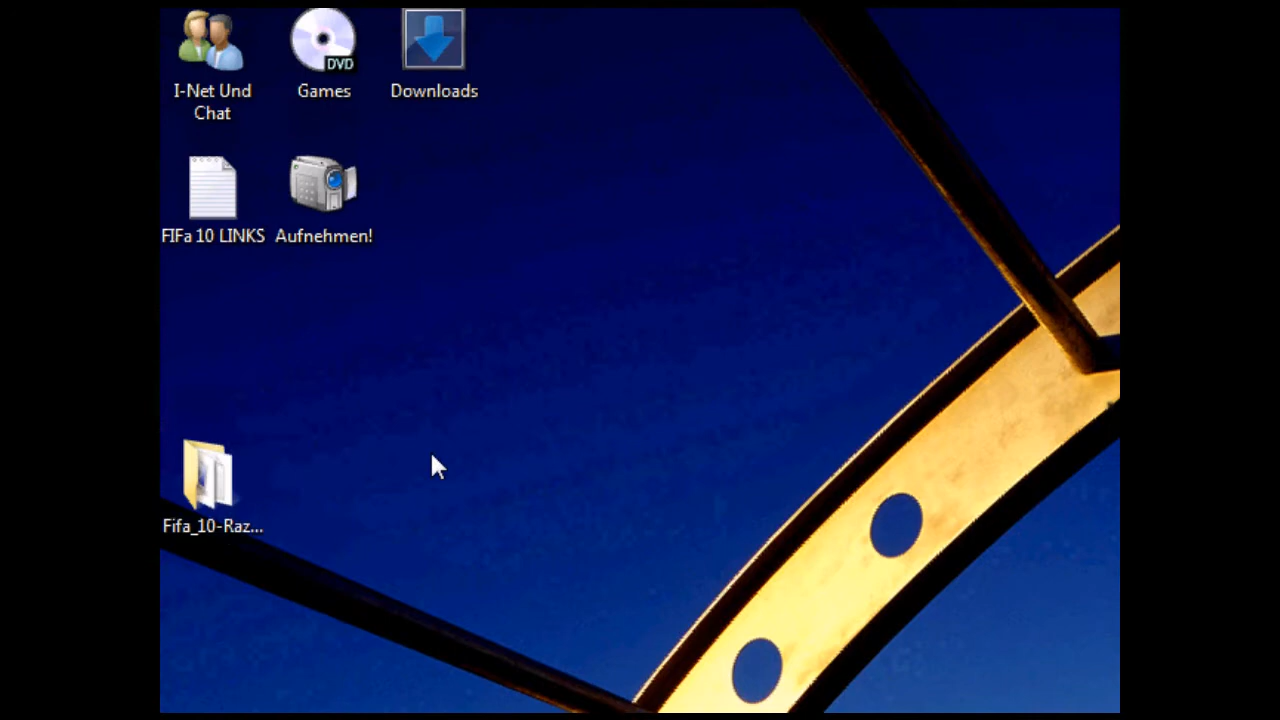 I-Net Und
Chat
DVD
Games
Downloads
FIFa 10 LINKS
Aufnehmen!
Fifa_10-Raz...